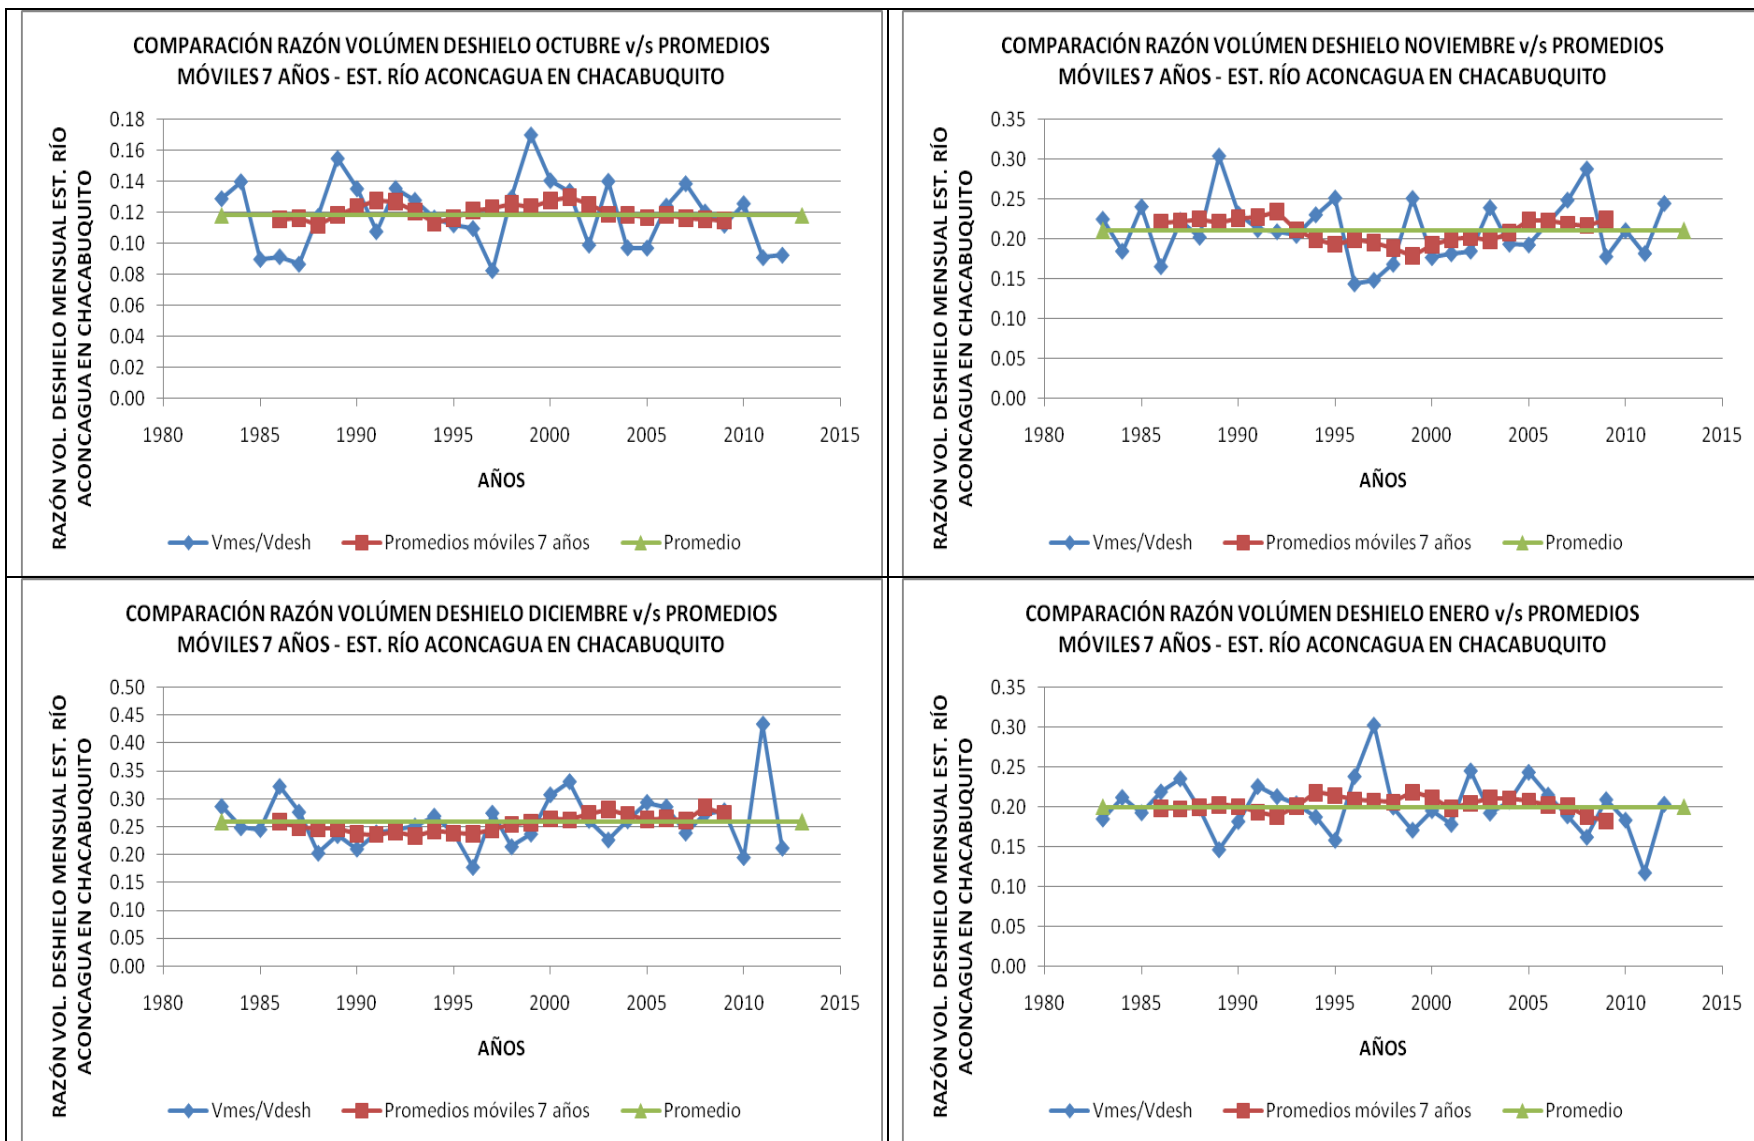 COMPARACIÓN RAZÓN VOLÚMEN DESHIELO OCTUBRE v/s PROMEDIOS
MÓVILES 7 AÑOS - EST. RÍO ACONCAGUA EN CHACABUQUITO
RAZÓN VOL. DESHIELO MENSUAL EST. RÍO
ACONCAGUA EN CHACABUQUITO
0.18
0.16
0.14
0.12
0.10
0.08
0.06
0.04
0.02
0.00
1980 1985 1990 1995 2000 2005 2010 2015
AÑOS
Vmes/Vdesh Promedios móviles 7 años Promedio
COMPARACIÓN RAZÓN VOLÚMEN DESHIELO NOVIEMBRE v/s PROMEDIOS
MÓVILES 7 AÑOS - EST. RÍO ACONCAGUA EN CHACABUQUITO
RAZÓN VOL. DESHIELO MENSUAL EST. RÍO
ACONCAGUA EN CHACABUQUITO
0.35
0.30
0.25
0.20
0.15
0.10
0.05
0.00
1980 1985 1990 1995 2000 2005 2010 2015
AÑOS
Vmes/Vdesh Promedios móviles 7 años Promedio
COMPARACIÓN RAZÓN VOLÚMEN DESHIELO DICIEMBRE v/s PROMEDIOS
MÓVILES 7 AÑOS - EST. RÍO ACONCAGUA EN CHACABUQUITO
RAZÓN VOL. DESHIELO MENSUAL EST. RÍO
ACONCAGUA EN CHACABUQUITO
0.50
0.45
0.40
0.35
0.30
0.25
0.20
0.15
0.10
0.05
0.00
1980 1985 1990 1995 2000 2005 2010 2015
AÑOS
Vmes/Vdesh Promedios móviles 7 años Promedio
COMPARACIÓN RAZÓN VOLÚMEN DESHIELO ENERO v/s PROMEDIOS
MÓVILES 7 AÑOS - EST. RÍO ACONCAGUA EN CHACABUQUITO
RAZÓN VOL. DESHIELO MENSUAL EST. RÍO
ACONCAGUA EN CHACABUQUITO
0.35
0.30
0.25
0.20
0.15
0.10
0.05
0.00
1980 1985 1990 1995 2000 2005 2010 2015
AÑOS
Vmes/Vdesh Promedios móviles 7 años Promedio